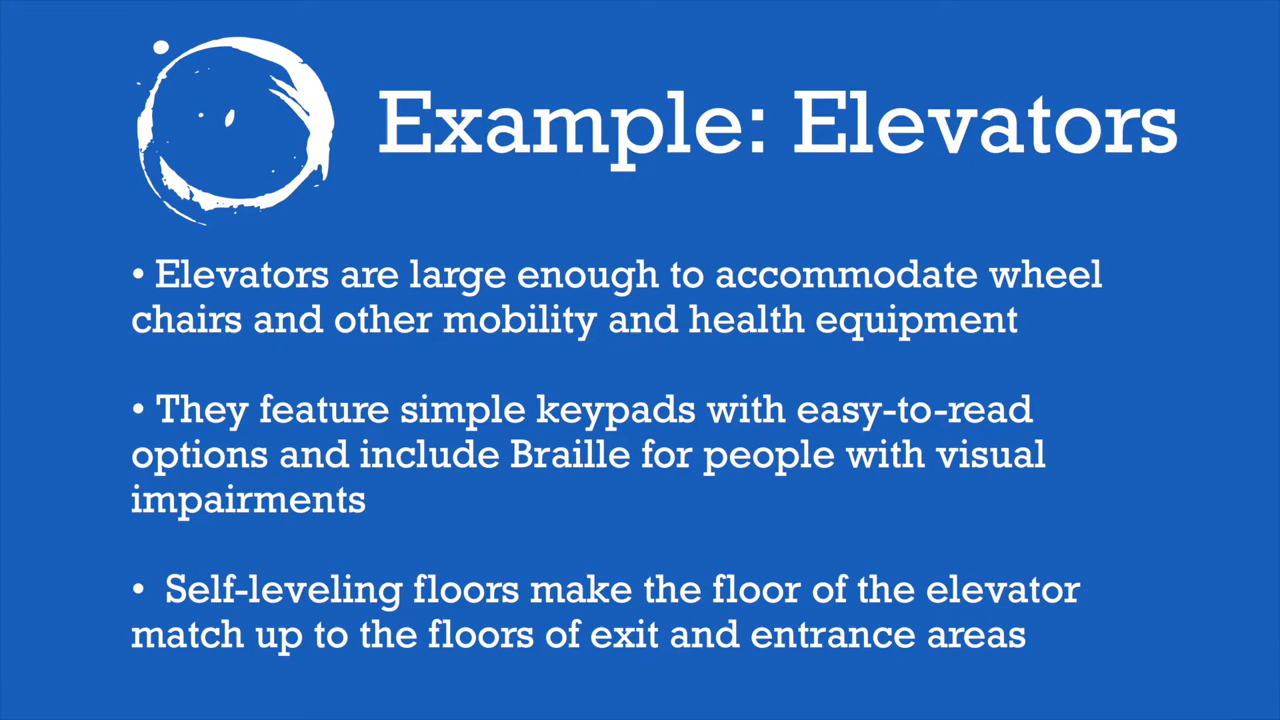 Example: Elevators
• Elevators are large enough to accommodate wheel
chairs and other mobility and health equipment
• They feature simple keypads with easy-to-read
options and include Braille for people with visual
impairments
• Self-leveling floors make the floor of the elevator
match up to the floors of exit and entrance areas